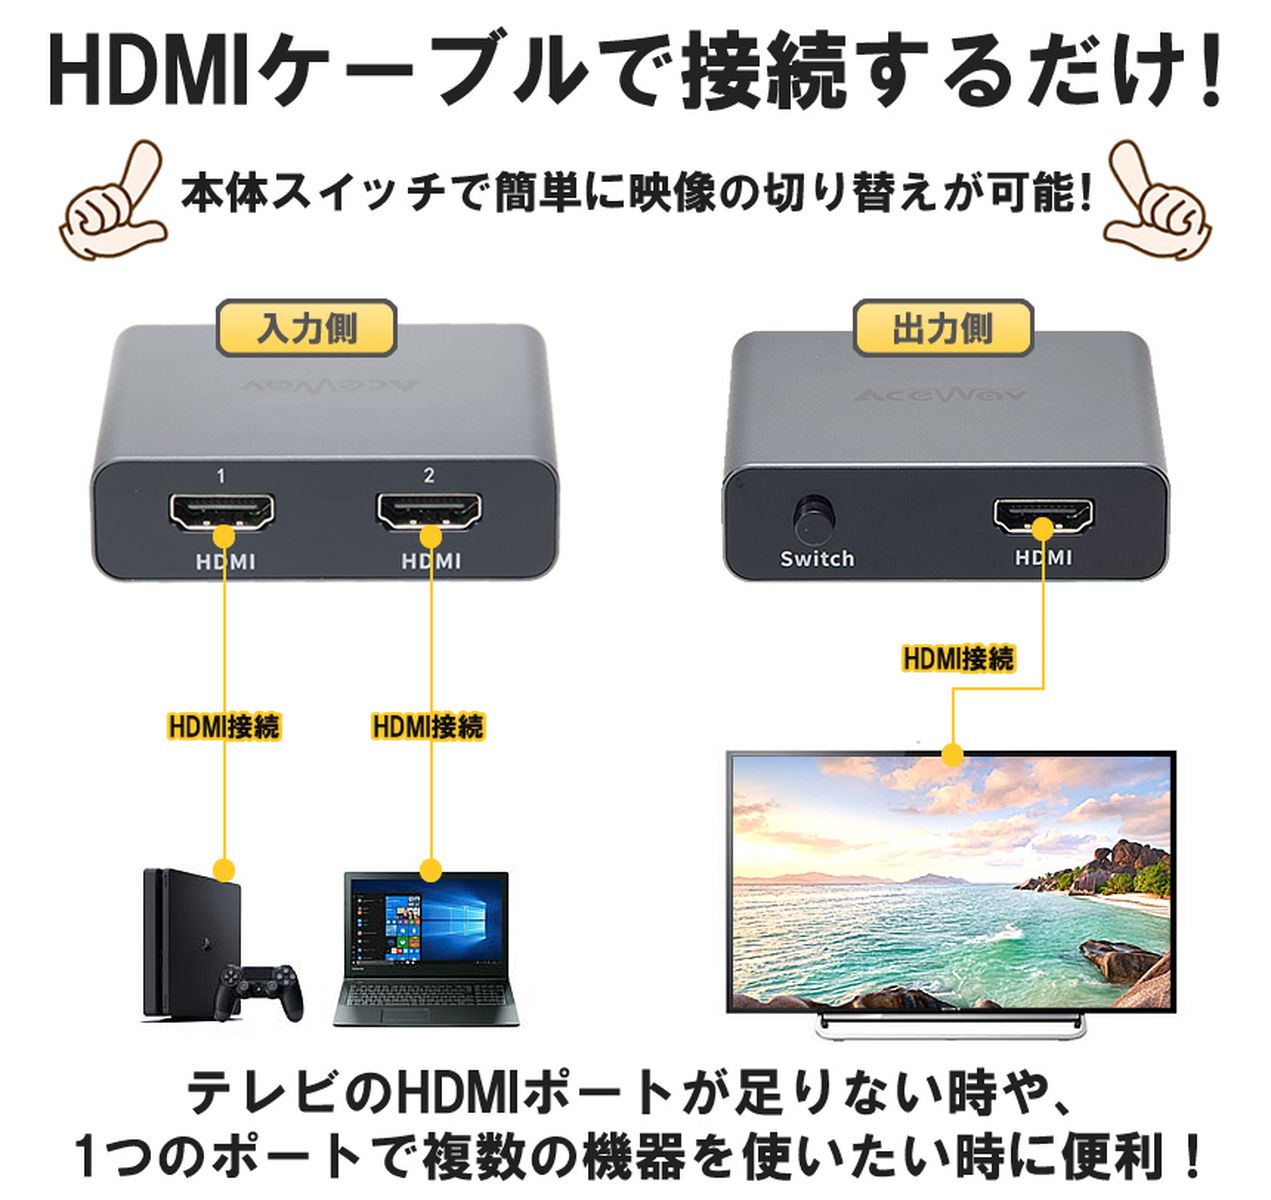 HDMIケーブルで接続するだけ!
本体スイッチで簡単に映像の切り替えが可能!
入力側
出力側
AceWav
AceWav
1
2
HDMI
HDMI
Switch
HDMI
HDMI接続
HDMI接続
HDMI接続
テレビのHDMIポートが足りない時や、
1つのポートで複数の機器を使いたい時に便利！